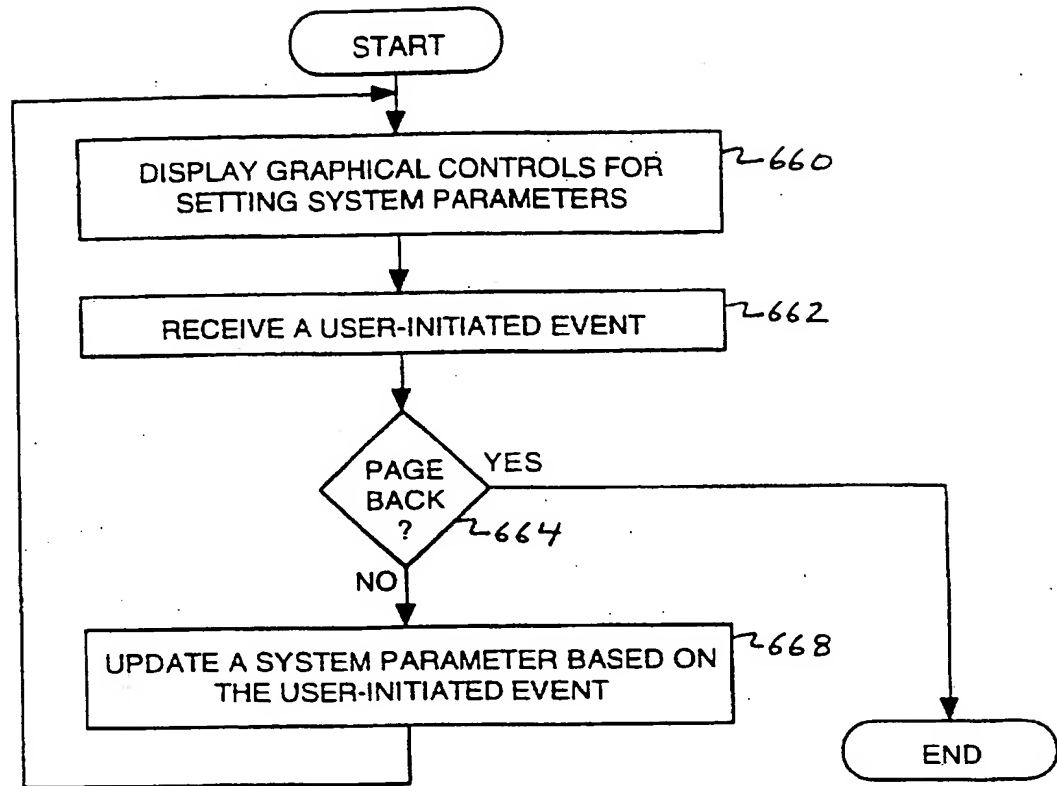 START
DISPLAY GRAPHICAL CONTROLS FOR
SETTING SYSTEM PARAMETERS
660
RECEIVE A USER-INITIATED EVENT
662
PAGE
BACK
?
YES
664
NO
UPDATE A SYSTEM PARAMETER BASED ON
THE USER-INITIATED EVENT
668
END